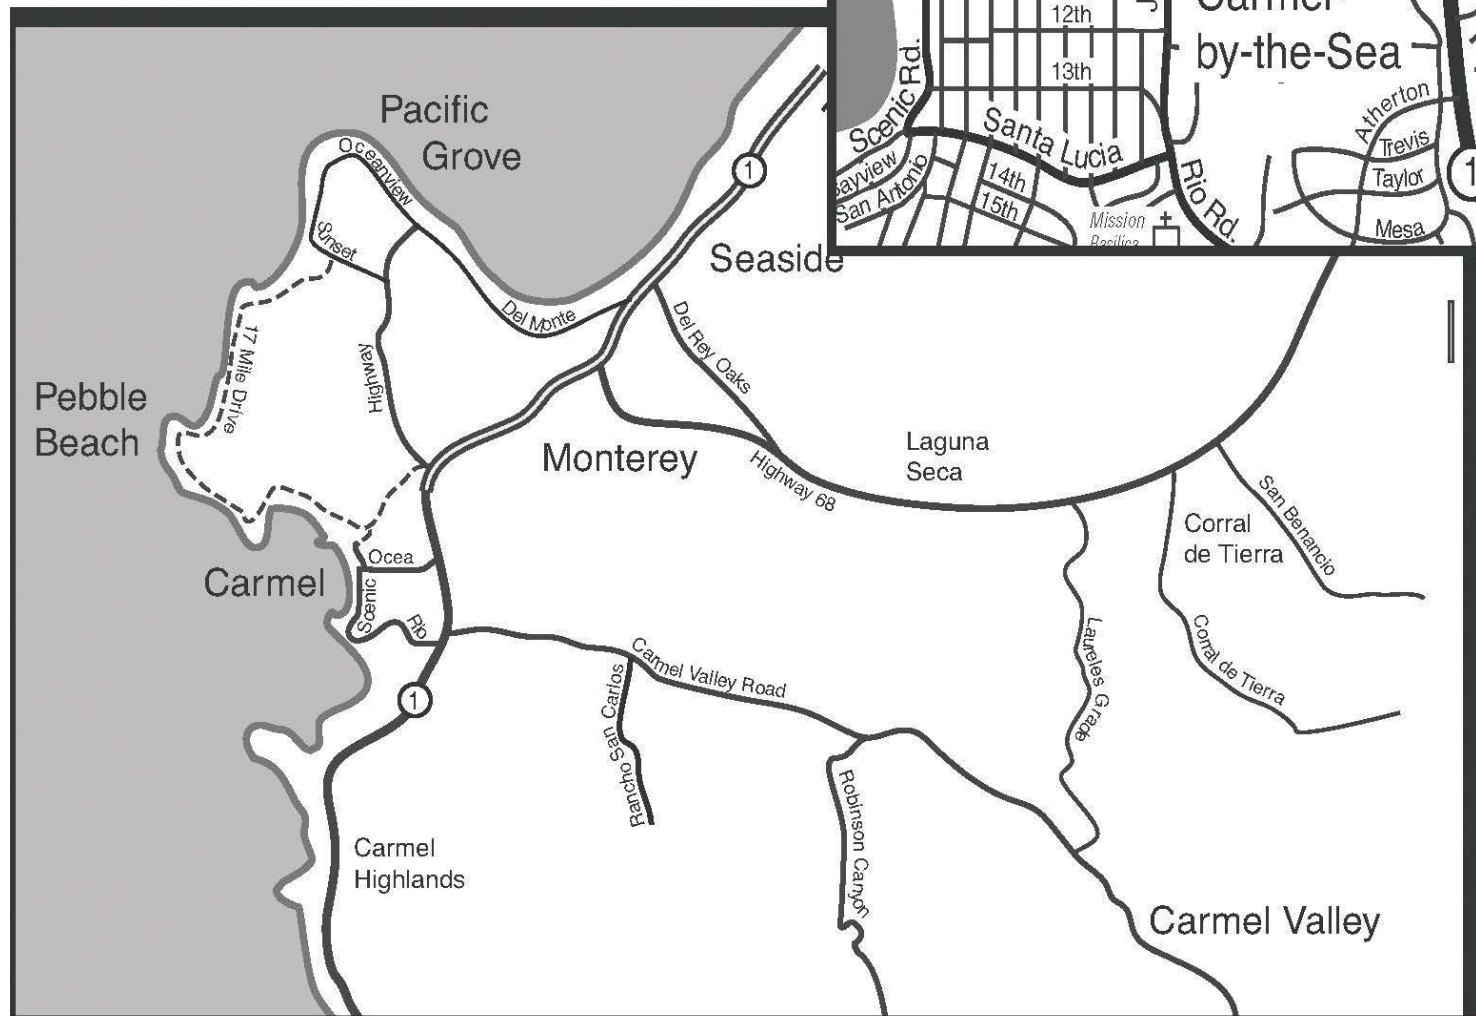 12th
Carmel-
by-the-Sea
13th
Scenic Rd.
Santa Lucia
Atherton
Trevis
Taylor
Mesa
1
Bayview
San Antonio
14th
15th
Rio Rd.
Mission
Basilica
Pacific
Grove
Oceanview
Sunset
1
Seaside
Del Monte
Del Rey Oaks
17 Mile Drive
Highway
Pebble
Beach
Monterey
Highway 68
Laguna
Seca
San Benancio
Corral
de Tierra
Carmel
Ocea
Scenic
Rio
Laureles Grade
Corral de Tierra
Carmel Valley Road
Rancho San Carlos
1
Robinson Canyon
Carmel
Highlands
Carmel Valley